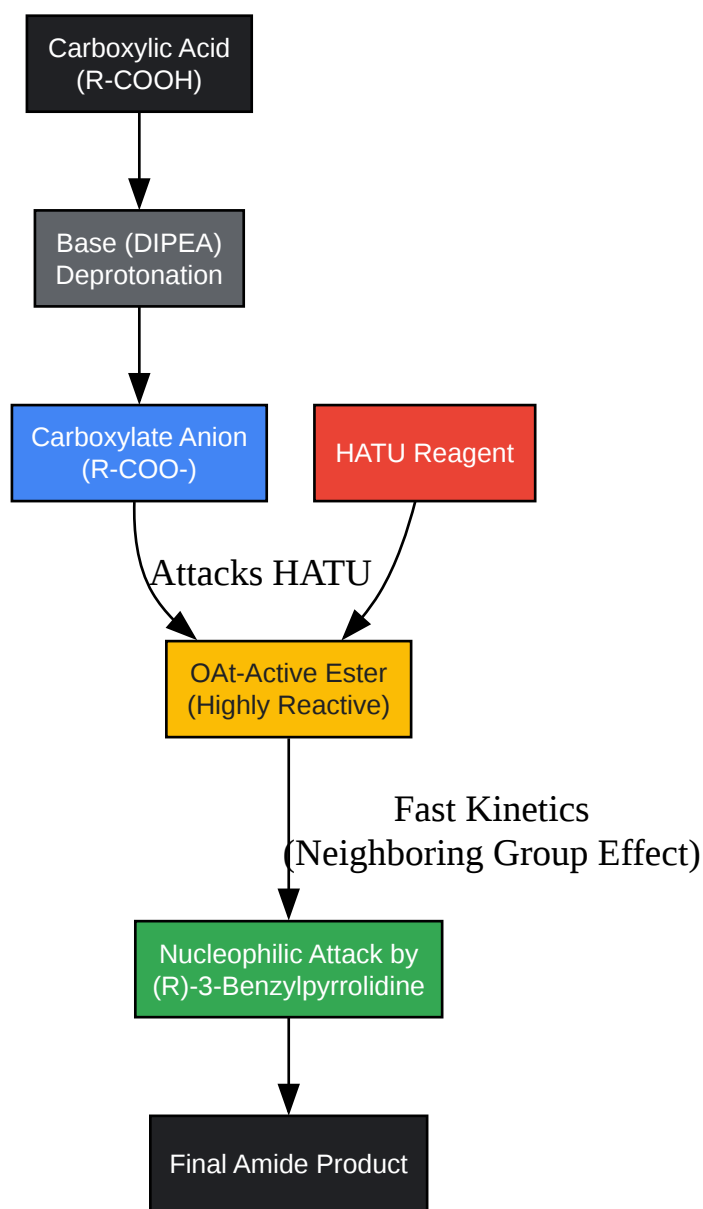 Carboxylic Acid
(R-COOH)
Base (DIPEA)
Deprotonation
Carboxylate Anion
(R-COO-)
HATU Reagent
Attacks HATU
OAt-Active Ester
(Highly Reactive)
Fast Kinetics
(Neighboring Group Effect)
Nucleophilic Attack by
(R)-3-Benzylpyrrolidine
Final Amide Product